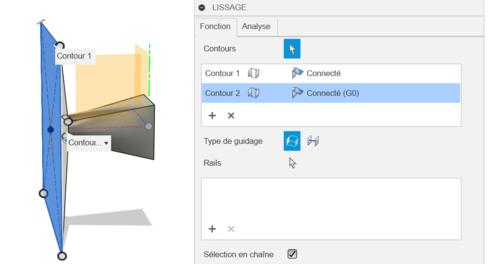 LISSAGE
Fonction Analyse
Contours
Contour 1 Connecté
Contour 2 Connecté (G0)
Type de guidage
Rails
Sélection en chaîne
Contour 1
Contou...